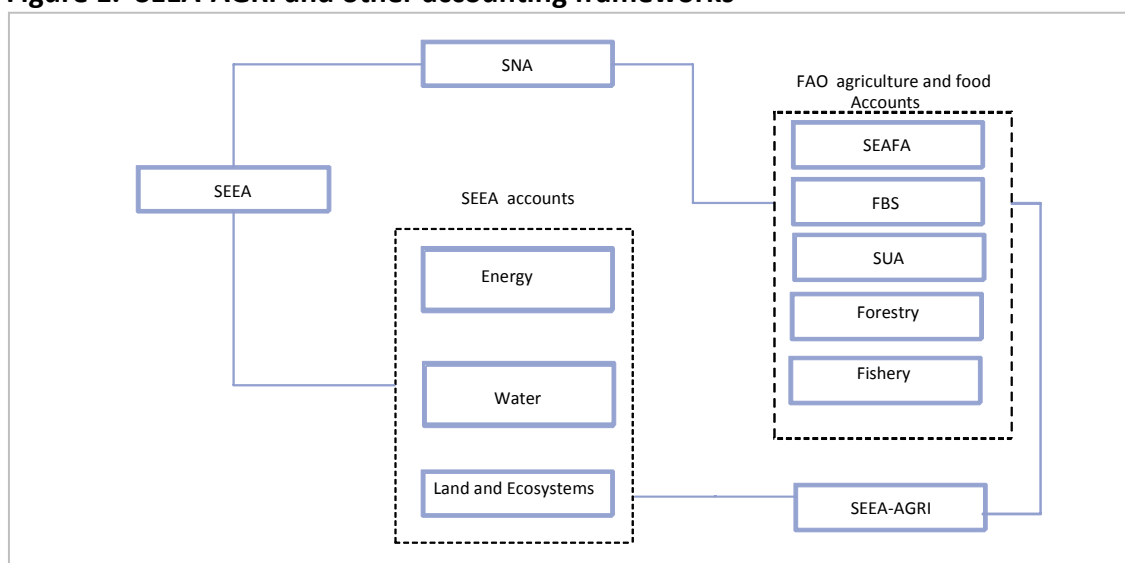 SNA
FAO agriculture and food
Accounts
SEAFA
SEEA
SEEA accounts
FBS
SUA
Energy
Forestry
Fishery
Water
Land and Ecosystems
SEEA-AGRI